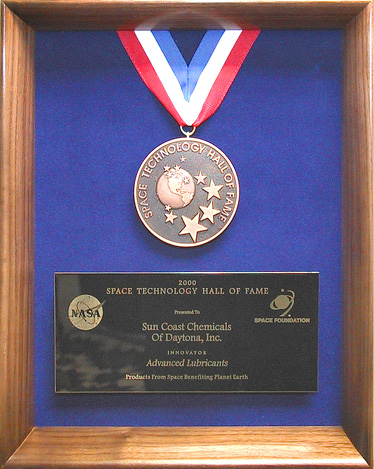 SPACE TECHNOLOGY HALL OF FAME
2000
SPACE TECHNOLOGY HALL OF FAME
NASA
Presented To
SPACE FOUNDATION
Sun Coast Chemicals
Of Daytona, Inc.
INNOVATOR
Advanced Lubricants
Products From Space Benefiting Planet Earth